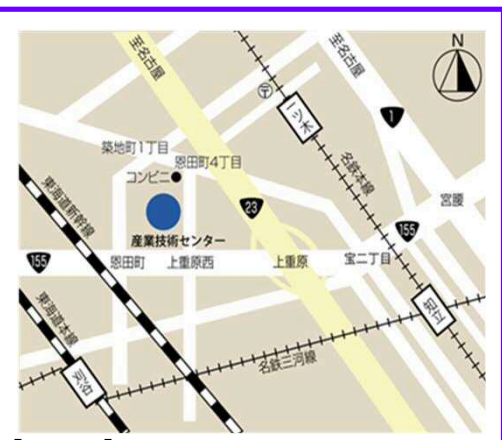 至名古屋
至名古屋
N
〒
一ツ木
1
築地町1丁目
恩田町4丁目
コンビニ
名鉄本線
宮腰
東海道新幹線
23
155
産業技術センター
155
恩田町
上重原西
上重原
宝二丁目
東海道本線
知立
名鉄三河線
刈谷